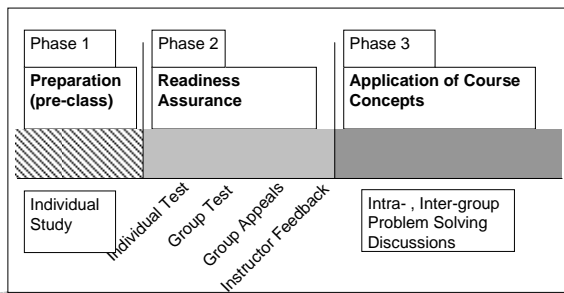 Phase 1
Phase 2
Phase 3
Preparation
(pre-class)
Readiness
Assurance
Application of Course
Concepts
Individual
Study
Individual Test
Group Test
Group Appeals
Instructor Feedback
Intra- , Inter-group
Problem Solving
Discussions